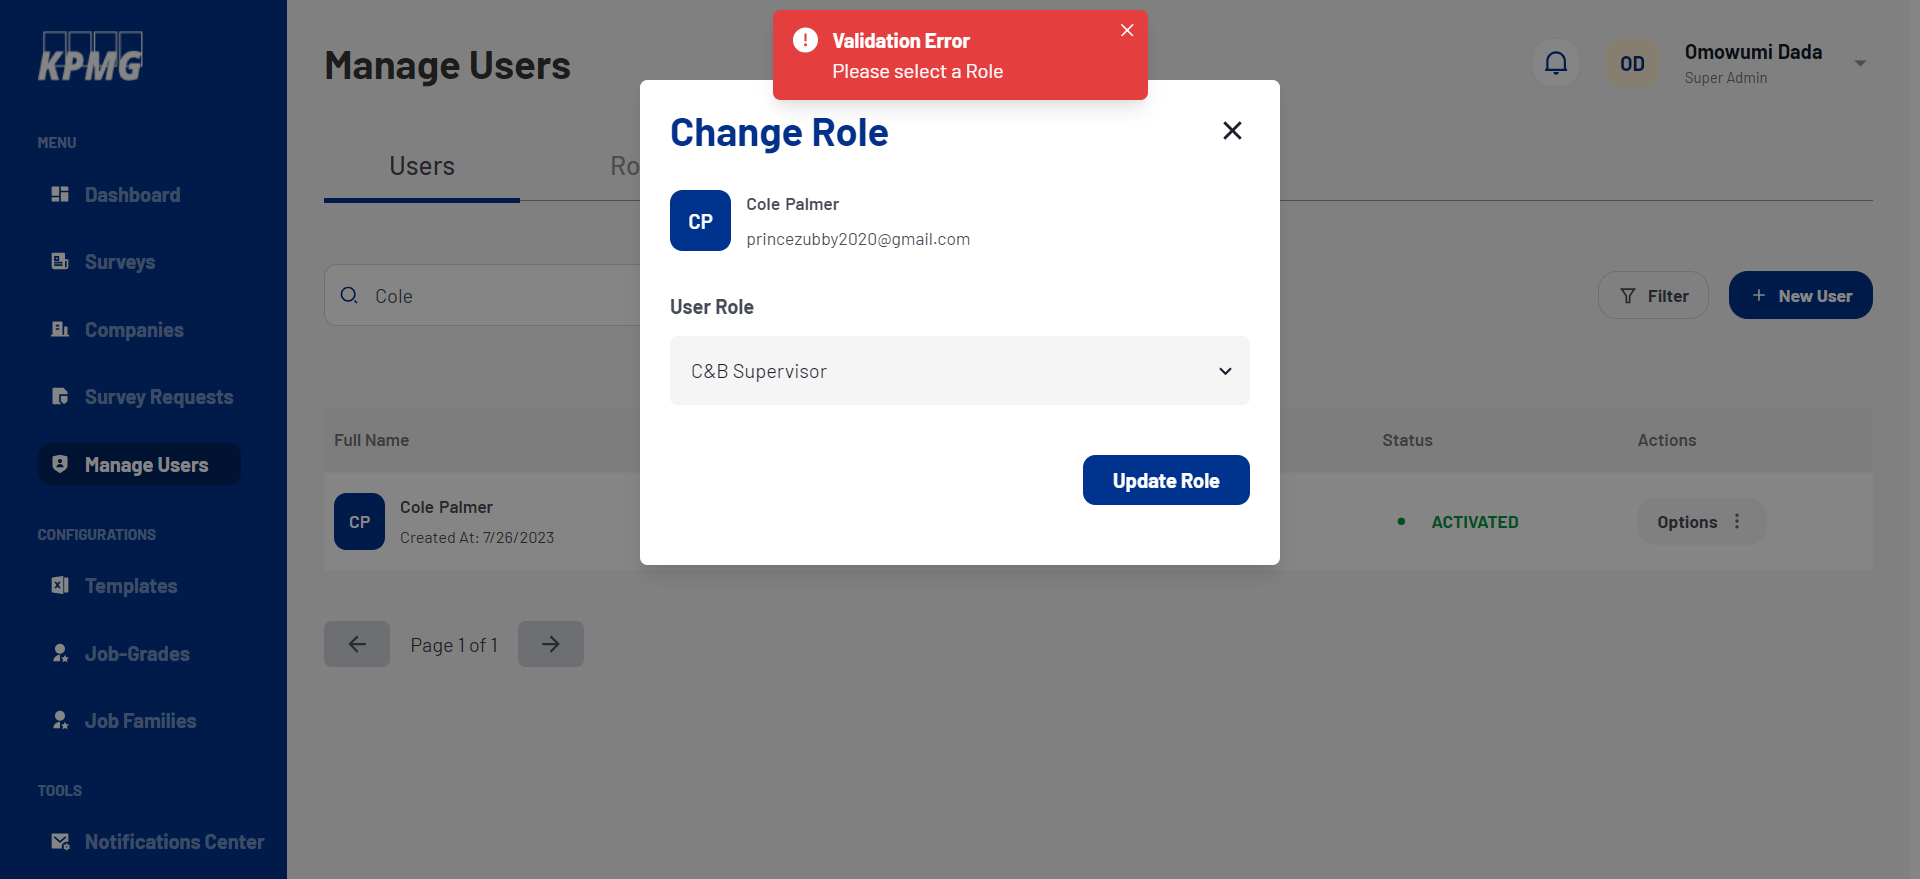 KPMG
MENU
Dashboard
Surveys
Companies
Survey Requests
Manage Users
CONFIGURATIONS
Templates
Job-Grades
Job Families
TOOLS
Notifications Center
Manage Users
OD
Omowumi Dada
Super Admin
Users
Ro
Cole
Filter
+ New User
Full Name
Status
Actions
CP
Cole Palmer
Created At: 7/26/2023
ACTIVATED
Options
Page 1 of 1
Validation Error
Please select a Role
Change Role
CP
Cole Palmer
princezubby2020@gmail.com
User Role
C&B Supervisor
Update Role